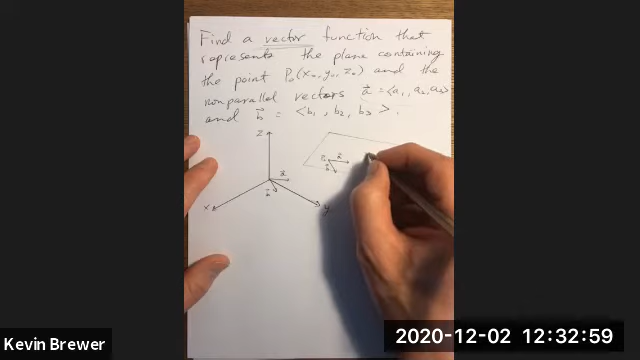 Find a vector function that
represents the plane containing
the point P₀(x₀, y₀, z₀) and the
nonparallel vectors a⃗ = <a₁, a₂, a₃>
and b⃗ = <b₁, b₂, b₃>.
z
a⃗
b⃗
x
y
P₀
a⃗
b⃗
Kevin Brewer
2020-12-02 12:32:59